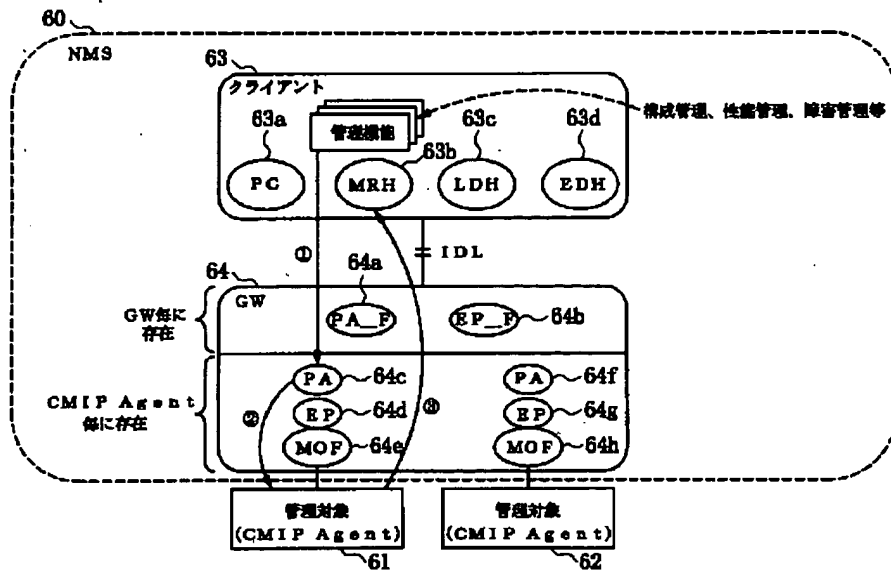 60
NMS
63
クライアント
管理機能
構成管理、性能管理、障害管理等
63a
63b
63c
63d
PC
MRH
LDH
EDH
①
IDL
64
64a
GW
GW毎に
存在
PA_F
EP_F
64b
CMIP Agent
毎に存在
PA
64c
PA
64f
②
EP
64d
③
EP
64g
MOF
64e
MOF
64h
管理対象
(CMIP Agent)
管理対象
(CMIP Agent)
61
62